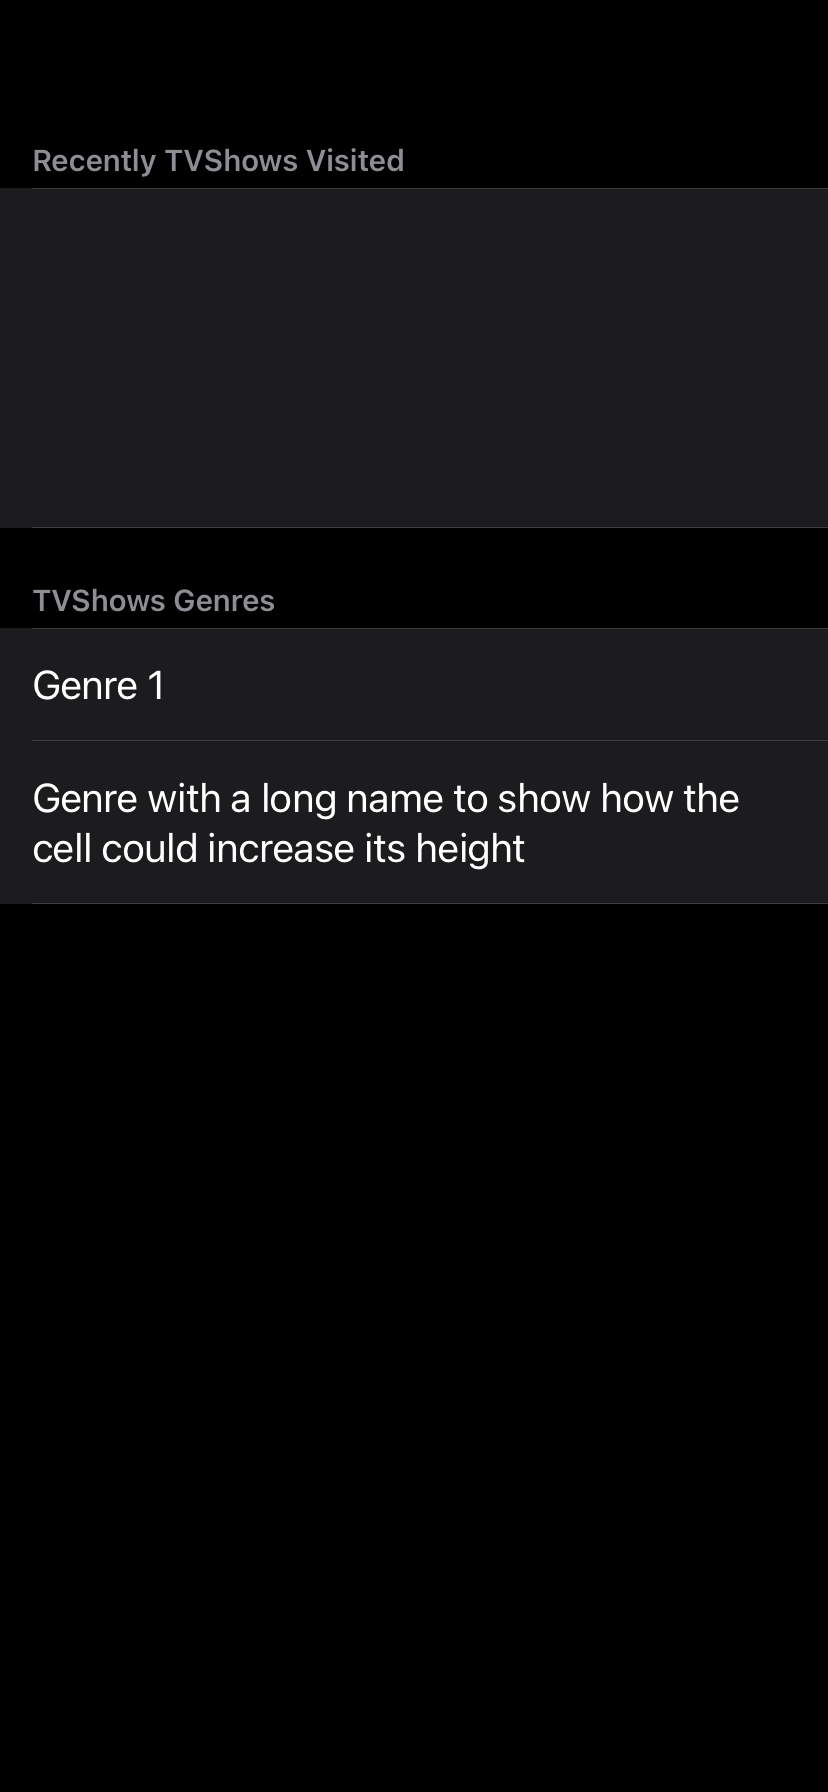 Recently TVShows Visited
TVShows Genres
Genre 1
Genre with a long name to show how the
cell could increase its height